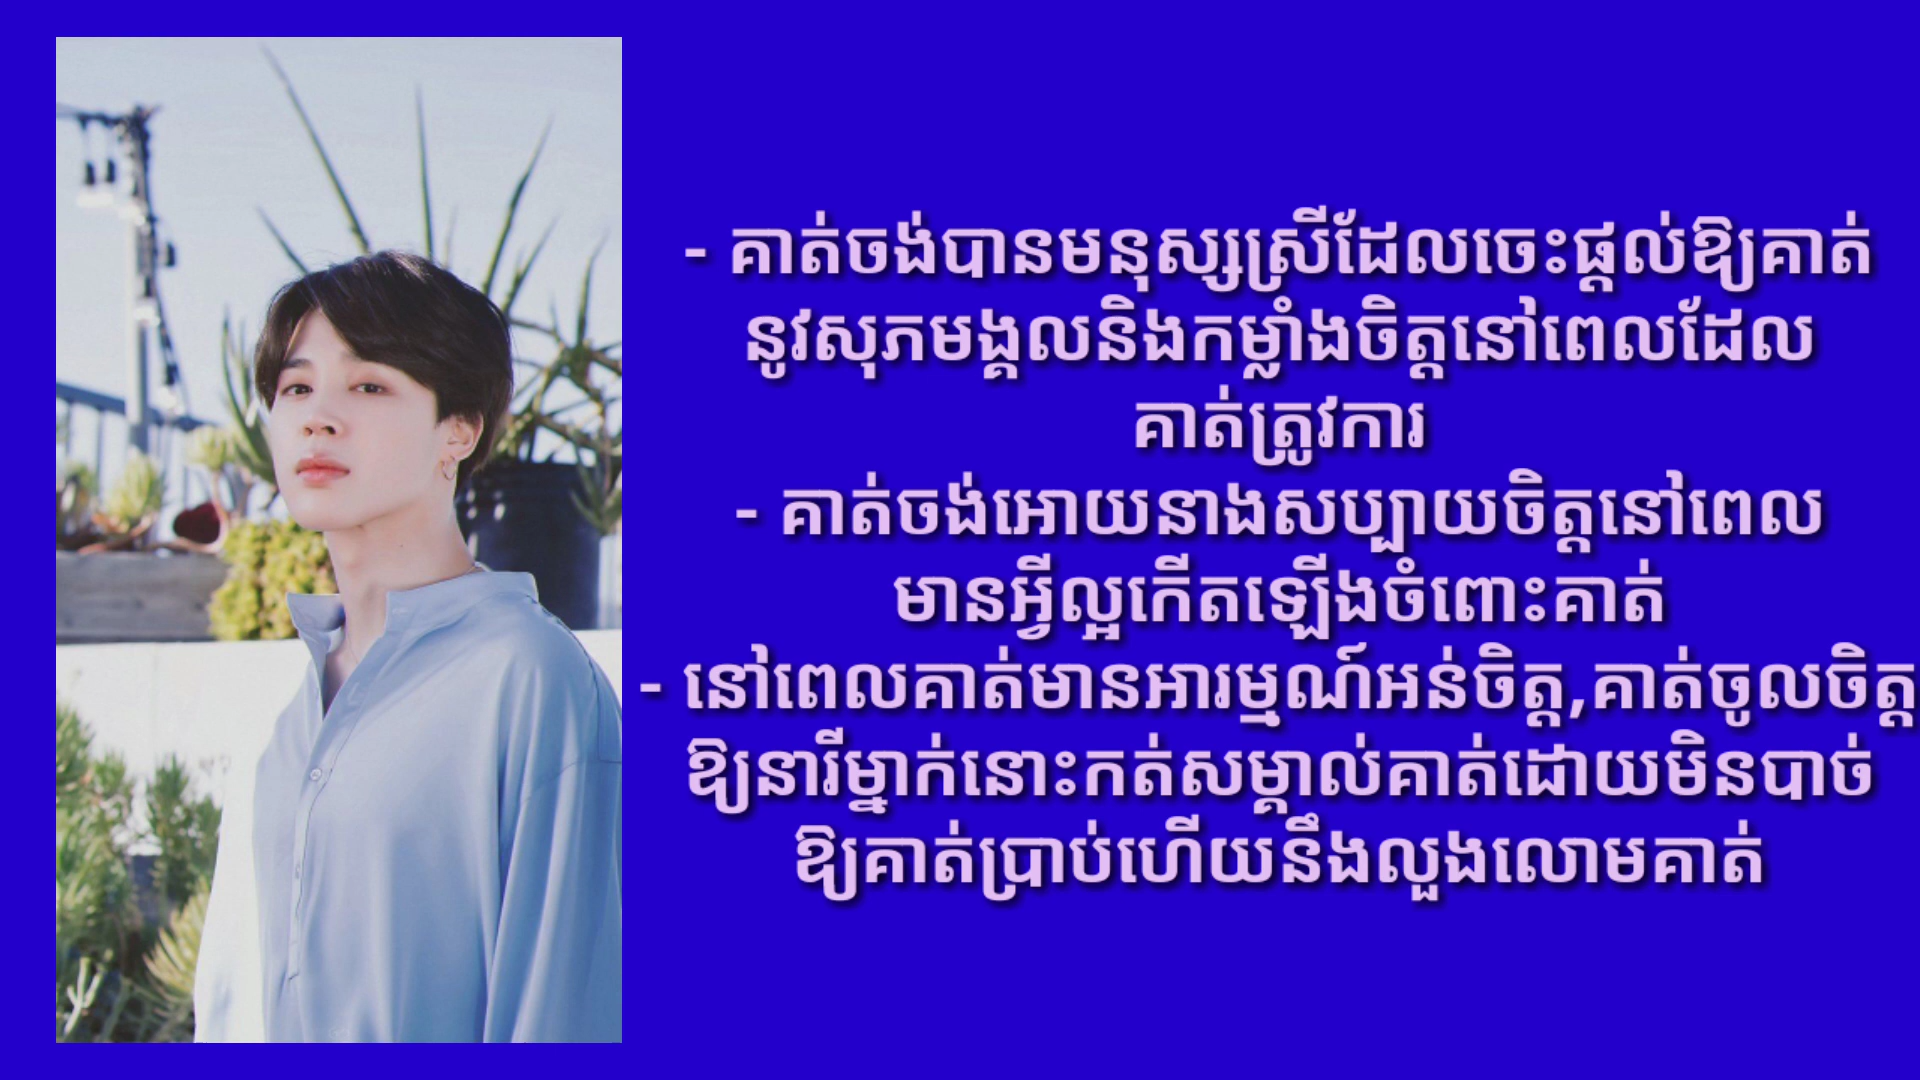 - គាត់ចង់បានមនុស្សស្រីដែលចេះផ្តល់ឱ្យគាត់
នូវសុភមង្គលនិងកម្លាំងចិត្តនៅពេលដែល
គាត់ត្រូវការ
- គាត់ចង់អោយនាងសប្បាយចិត្តនៅពេល
មានអ្វីល្អកើតឡើងចំពោះគាត់
- នៅពេលគាត់មានអារម្មណ៍អន់ចិត្ត,គាត់ចូលចិត្ត
ឱ្យនារីម្នាក់នោះកត់សម្គាល់គាត់ដោយមិនបាច់
ឱ្យគាត់ប្រាប់ហើយនឹងលួងលោមគាត់